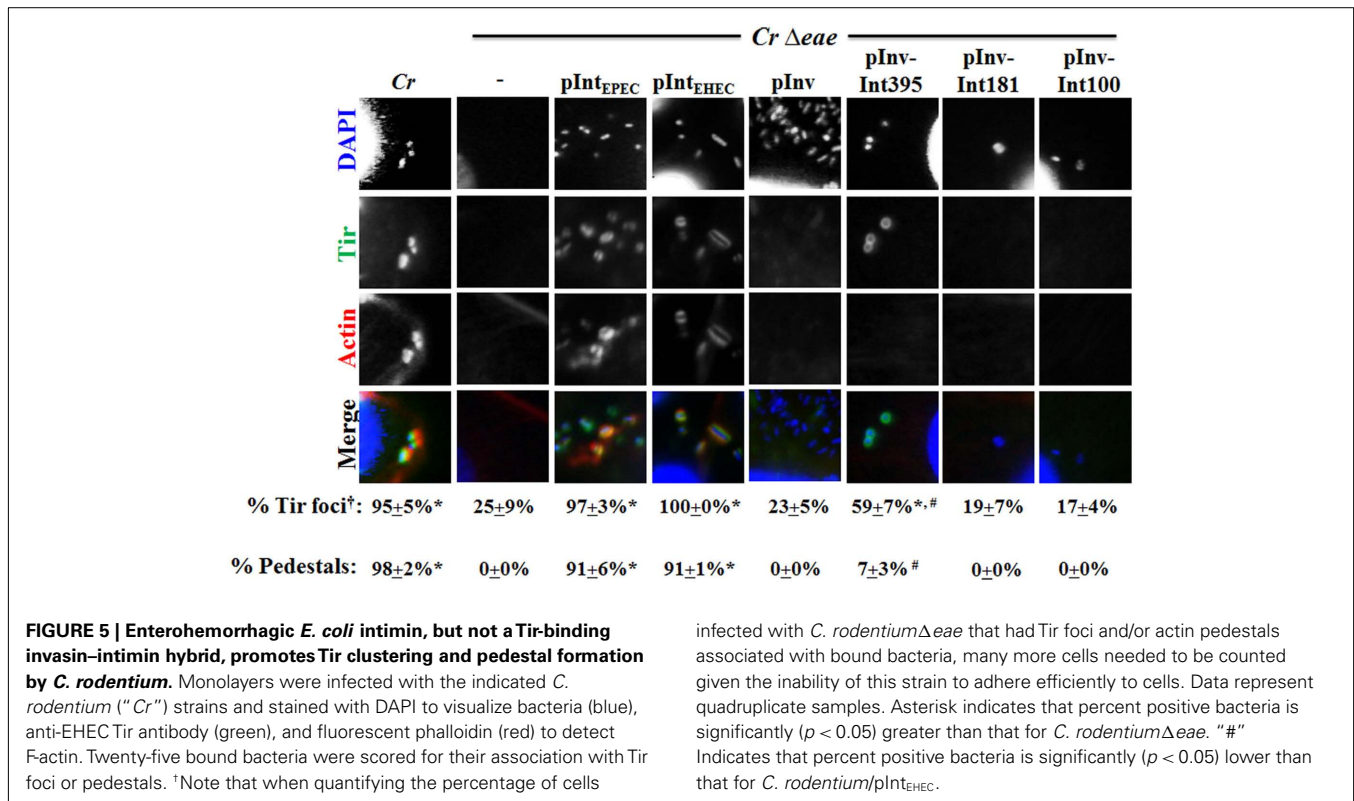 Cr Δeae
Cr - pIntEPEC pIntEHEC pInv pInv-Int395 pInv-Int181 pInv-Int100
DAPI
Tir
Actin
Merge
% Tir foci†: 95±5%* 25±9% 97±3%* 100±0%* 23±5% 59±7%*,# 19±7% 17±4%
% Pedestals: 98±2%* 0±0% 91±6%* 91±1%* 0±0% 7±3%# 0±0% 0±0%
FIGURE 5 | Enterohemorrhagic E. coli intimin, but not a Tir-binding
invasin–intimin hybrid, promotes Tir clustering and pedestal formation
by C. rodentium. Monolayers were infected with the indicated C.
rodentium (“Cr”) strains and stained with DAPI to visualize bacteria (blue),
anti-EHEC Tir antibody (green), and fluorescent phalloidin (red) to detect
F-actin. Twenty-five bound bacteria were scored for their association with Tir
foci or pedestals. †Note that when quantifying the percentage of cells
infected with C. rodentiumΔeae that had Tir foci and/or actin pedestals
associated with bound bacteria, many more cells needed to be counted
given the inability of this strain to adhere efficiently to cells. Data represent
quadruplicate samples. Asterisk indicates that percent positive bacteria is
significantly (p < 0.05) greater than that for C. rodentiumΔeae. “#”
Indicates that percent positive bacteria is significantly (p < 0.05) lower than
that for C. rodentium/pIntEHEC.